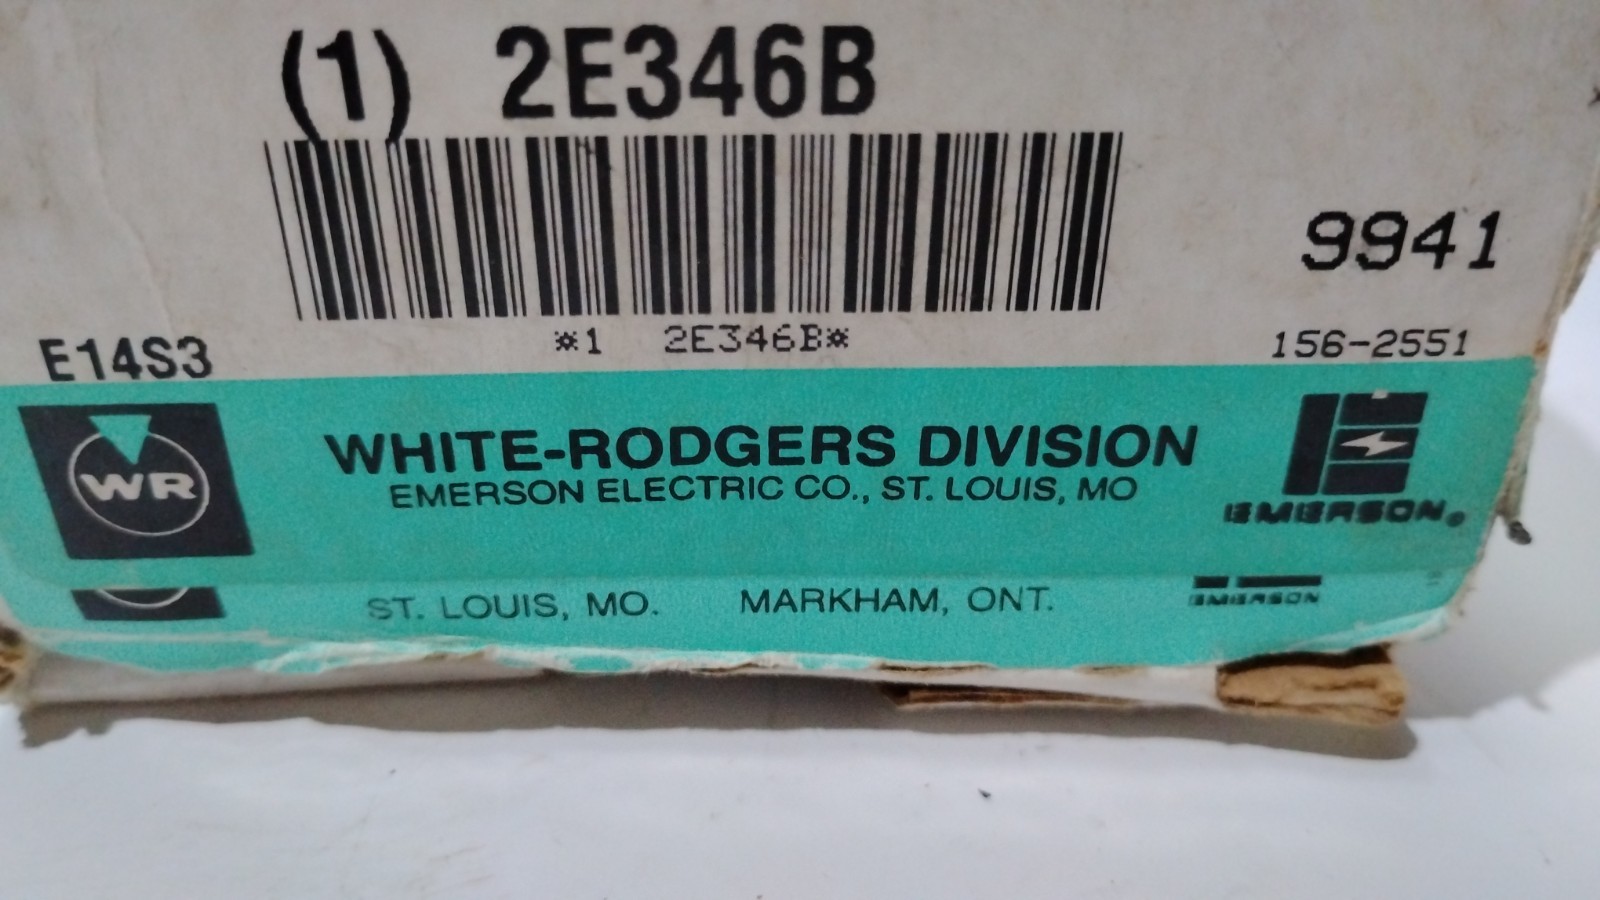 (1) 2E346B
9941
*1 2E346B*
156-2551
E14S3
WR
WHITE-RODGERS DIVISION
EMERSON ELECTRIC CO., ST. LOUIS, MO
EMERSON®
ST. LOUIS, MO. MARKHAM, ONT.
EMERSON